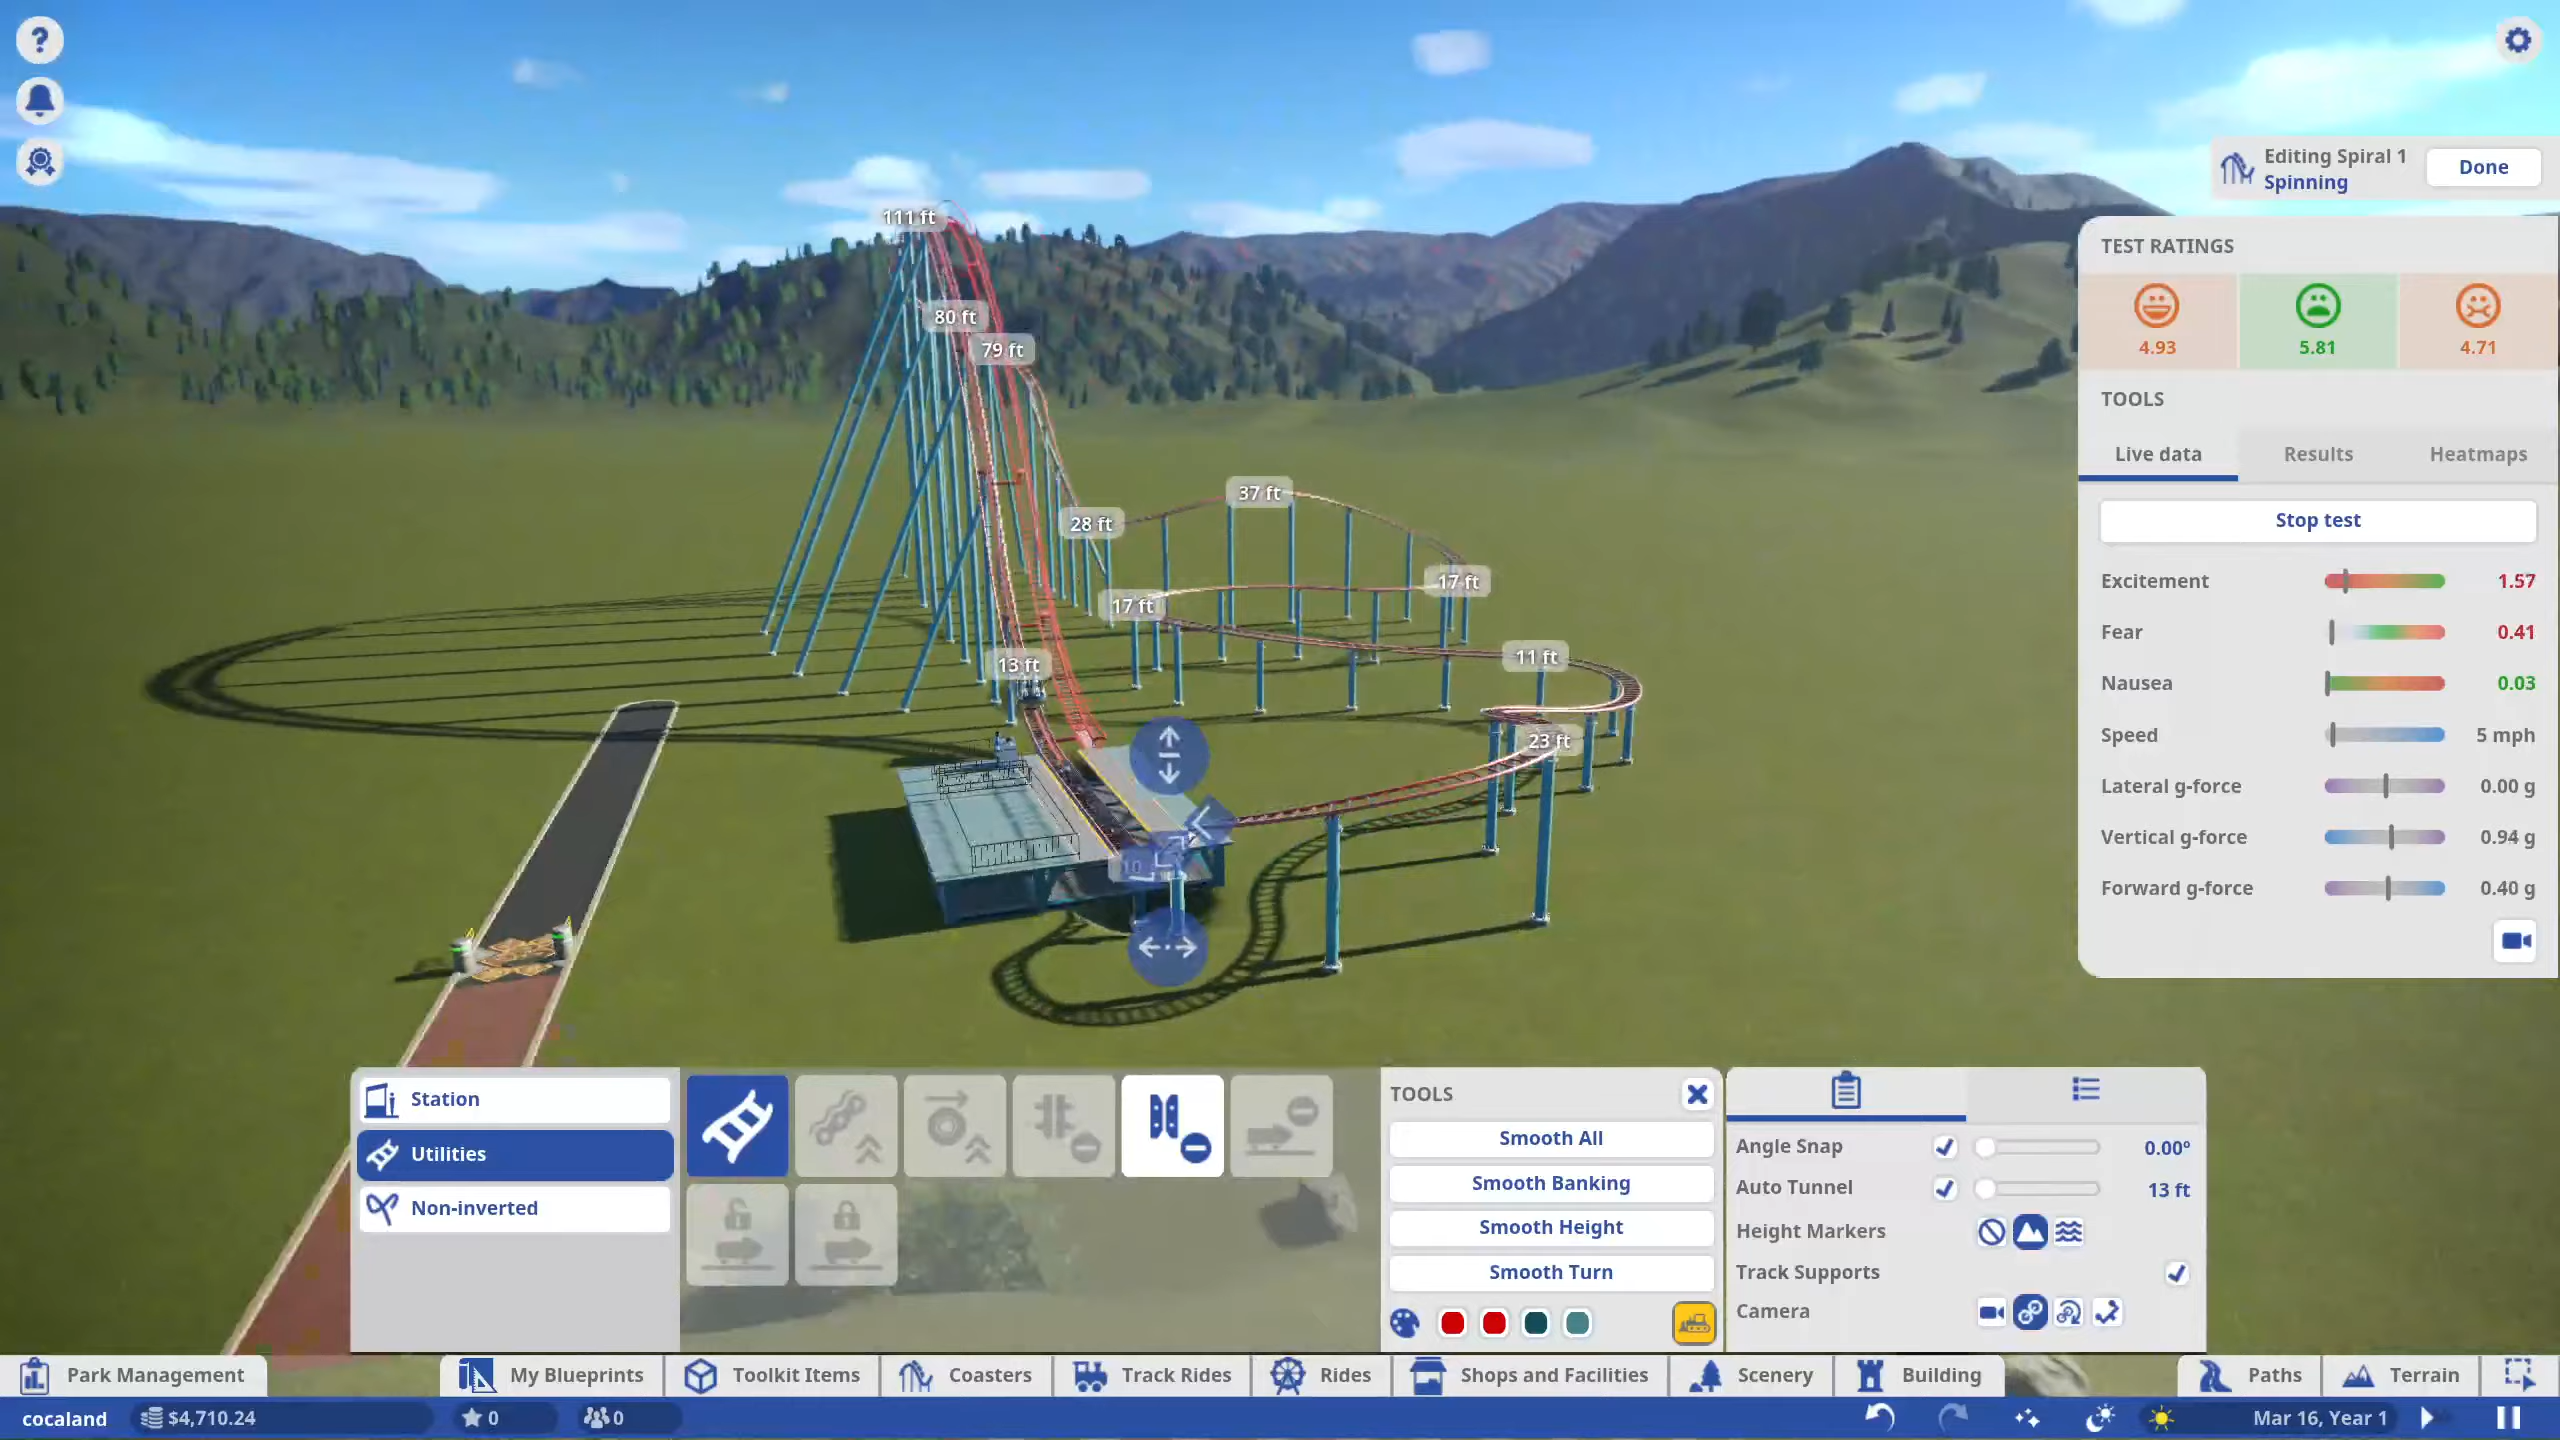 Editing Spiral 1
Spinning
Done
TEST RATINGS
4.93 5.81 4.71
TOOLS
Live data Results Heatmaps
Stop test
Excitement 1.57
Fear 0.41
Nausea 0.03
Speed 5 mph
Lateral g-force 0.00 g
Vertical g-force 0.94 g
Forward g-force 0.40 g
111 ft
80 ft
79 ft
37 ft
28 ft
17 ft
17 ft
11 ft
13 ft
23 ft
Station
Utilities
Non-inverted
TOOLS
Smooth All
Smooth Banking
Smooth Height
Smooth Turn
Angle Snap 0.00°
Auto Tunnel 13 ft
Height Markers
Track Supports
Camera
Park Management My Blueprints Toolkit Items Coasters Track Rides Rides Shops and Facilities Scenery Building Paths Terrain
cocaland $4,710.24 0 0 Mar 16, Year 1